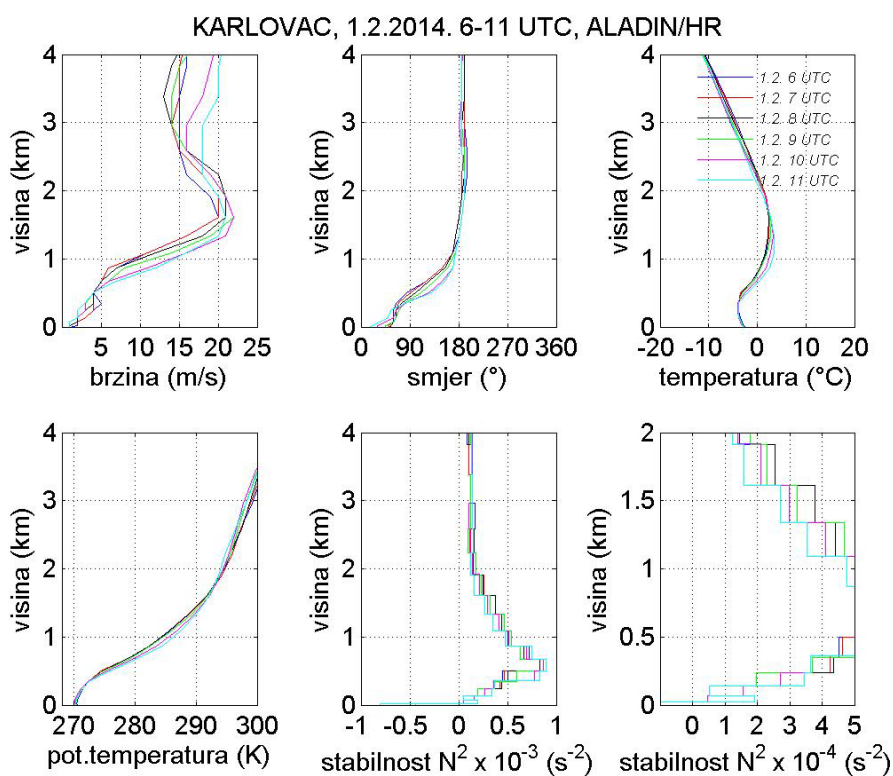 KARLOVAC, 1.2.2014. 6-11 UTC, ALADIN/HR
4
3
2
1
0
visina (km)
5 10 15 20 25
brzina (m/s)
4
3
2
1
0
visina (km)
0 90 180 270 360
smjer (°)
4
3
2
1
0
visina (km)
1.2. 6 UTC
1.2. 7 UTC
1.2. 8 UTC
1.2. 9 UTC
1.2. 10 UTC
1.2. 11 UTC
-20 -10 0 10 20
temperatura (°C)
4
3
2
1
0
visina (km)
270 280 290 300
pot.temperatura (K)
4
3
2
1
0
visina (km)
-1 -0.5 0 0.5 1
stabilnost N² x 10⁻³ (s⁻²)
2
1.5
1
0.5
0
visina (km)
0 1 2 3 4 5
stabilnost N² x 10⁻⁴ (s⁻²)